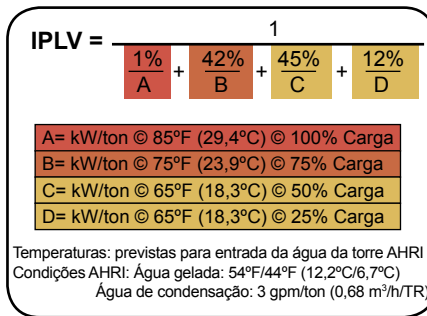 IPLV = 1
1% + 42% + 45% + 12%
A B C D
A= kW/ton © 85ºF (29,4ºC) © 100% Carga
B= kW/ton © 75ºF (23,9ºC) © 75% Carga
C= kW/ton © 65ºF (18,3ºC) © 50% Carga
D= kW/ton © 65ºF (18,3ºC) © 25% Carga
Temperaturas: previstas para entrada da água da torre AHRI
Condições AHRI: Água gelada: 54ºF/44ºF (12,2ºC/6,7ºC)
Água de condensação: 3 gpm/ton (0,68 m³/h/TR)